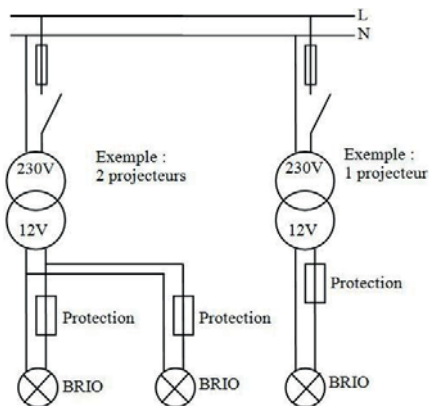 L
N
230V
Exemple :
2 projecteurs
12V
Protection
Protection
BRIO
BRIO
230V
Exemple :
1 projecteur
12V
Protection
BRIO